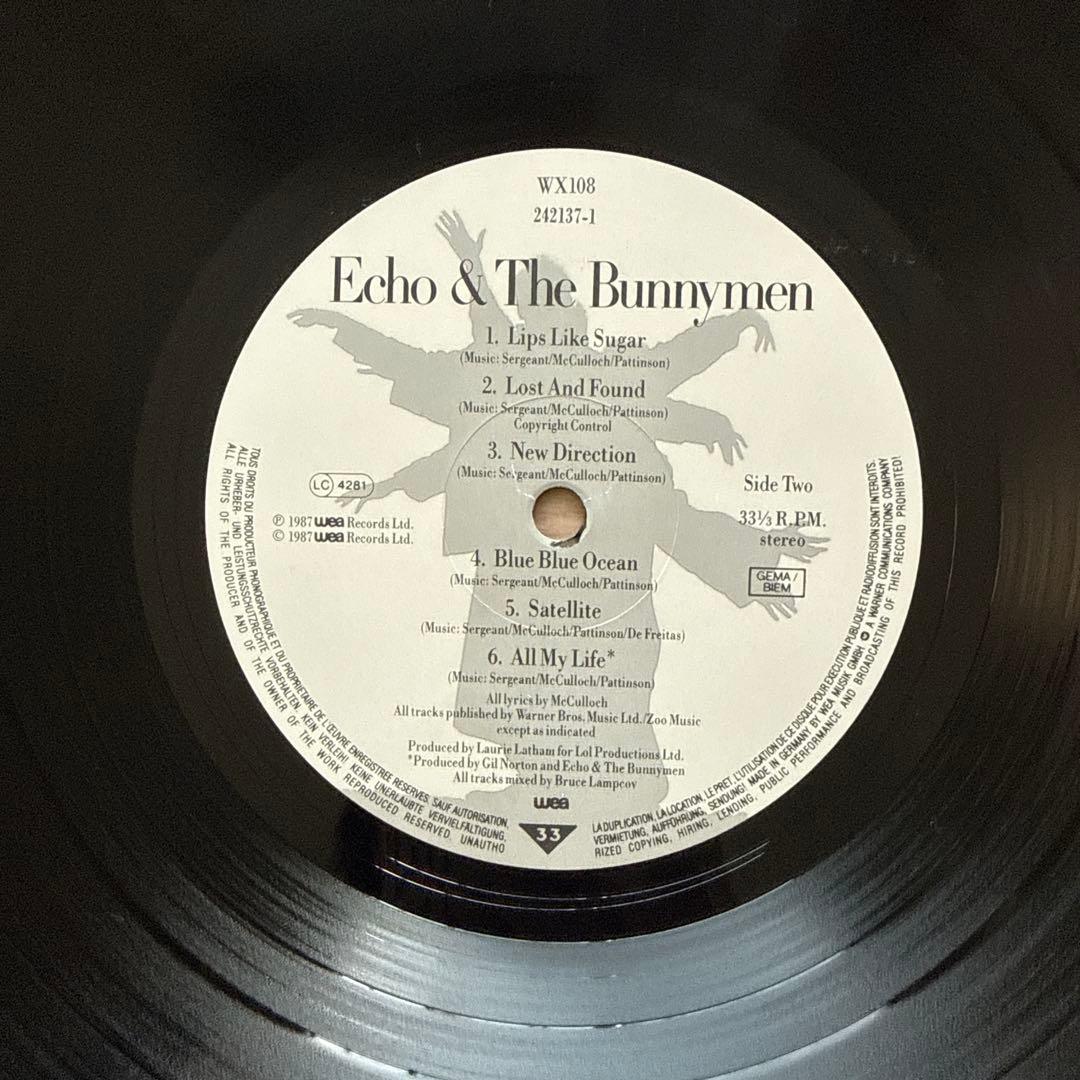 WX108
242137-1
Echo & The Bunnymen
1. Lips Like Sugar
(Music: Sergeant/McCulloch/Pattinson)
2. Lost And Found
(Music: Sergeant/McCulloch/Pattinson)
Copyright Control
3. New Direction
(Music: Sergeant/McCulloch/Pattinson)
LC 4281
℗ 1987 wea Records Ltd.
© 1987 wea Records Ltd.
Side Two
33⅓ R.P.M.
stereo
GEMA/
BIEM
4. Blue Blue Ocean
(Music: Sergeant/McCulloch/Pattinson)
5. Satellite
(Music: Sergeant/McCulloch/Pattinson/De Freitas)
6. All My Life*
(Music: Sergeant/McCulloch/Pattinson)
All lyrics by McCulloch
All tracks published by Warner Bros. Music Ltd./Zoo Music
except as indicated
Produced by Laurie Latham for Lol Productions Ltd.
*Produced by Gil Norton and Echo & The Bunnymen
All tracks mixed by Bruce Lampcov
wea
33
TOUS DROITS DU PRODUCTEUR PHONOGRAPHIQUE ET DU PROPRIETAIRE DE L'ŒUVRE ENREGISTREE RESERVES. SAUF AUTORISATION,
LA DUPLICATION, LA LOCATION, LE PRET, L'UTILISATION DE CE DISQUE POUR EXECUTION PUBLIQUE ET RADIODIFFUSION SONT INTERDITS.
ALLE URHEBER- UND LEISTUNGSSCHUTZRECHTE VORBEHALTEN. KEIN VERLEIH! KEINE UNERLAUBTE VERVIELFÄLTIGUNG,
VERMIETUNG, AUFFÜHRUNG, SENDUNG! MADE IN GERMANY BY WEA MUSIK GMBH A WARNER COMMUNICATIONS COMPANY
ALL RIGHTS OF THE PRODUCER AND OF THE OWNER OF THE WORK REPRODUCED RESERVED. UNAUTHO
RIZED COPYING, HIRING, LENDING, PUBLIC PERFORMANCE AND BROADCASTING OF THIS RECORD PROHIBITED!